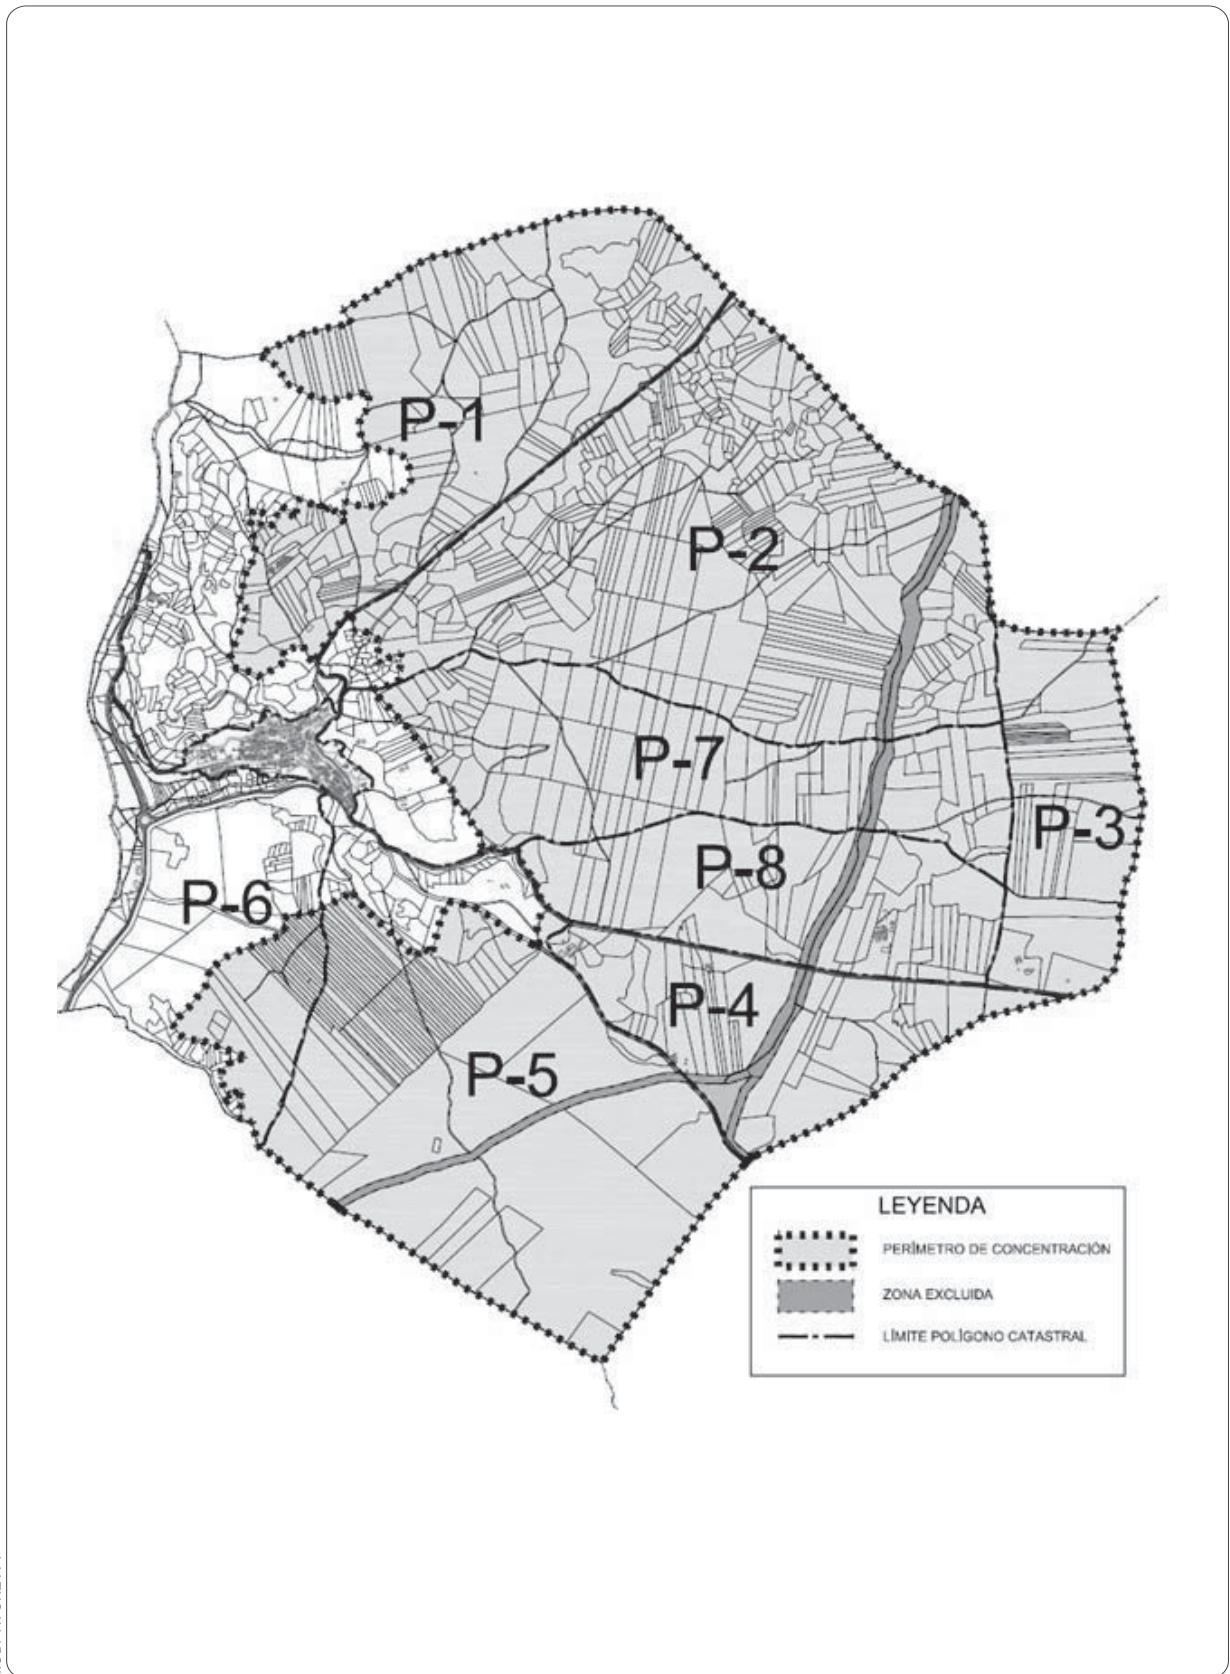 P-1
P-2
P-7
P-3
P-8
P-6
P-4
P-5
LEYENDA
PERÍMETRO DE CONCENTRACIÓN
ZONA EXCLUIDA
LÍMITE POLÍGONO CATASTRAL